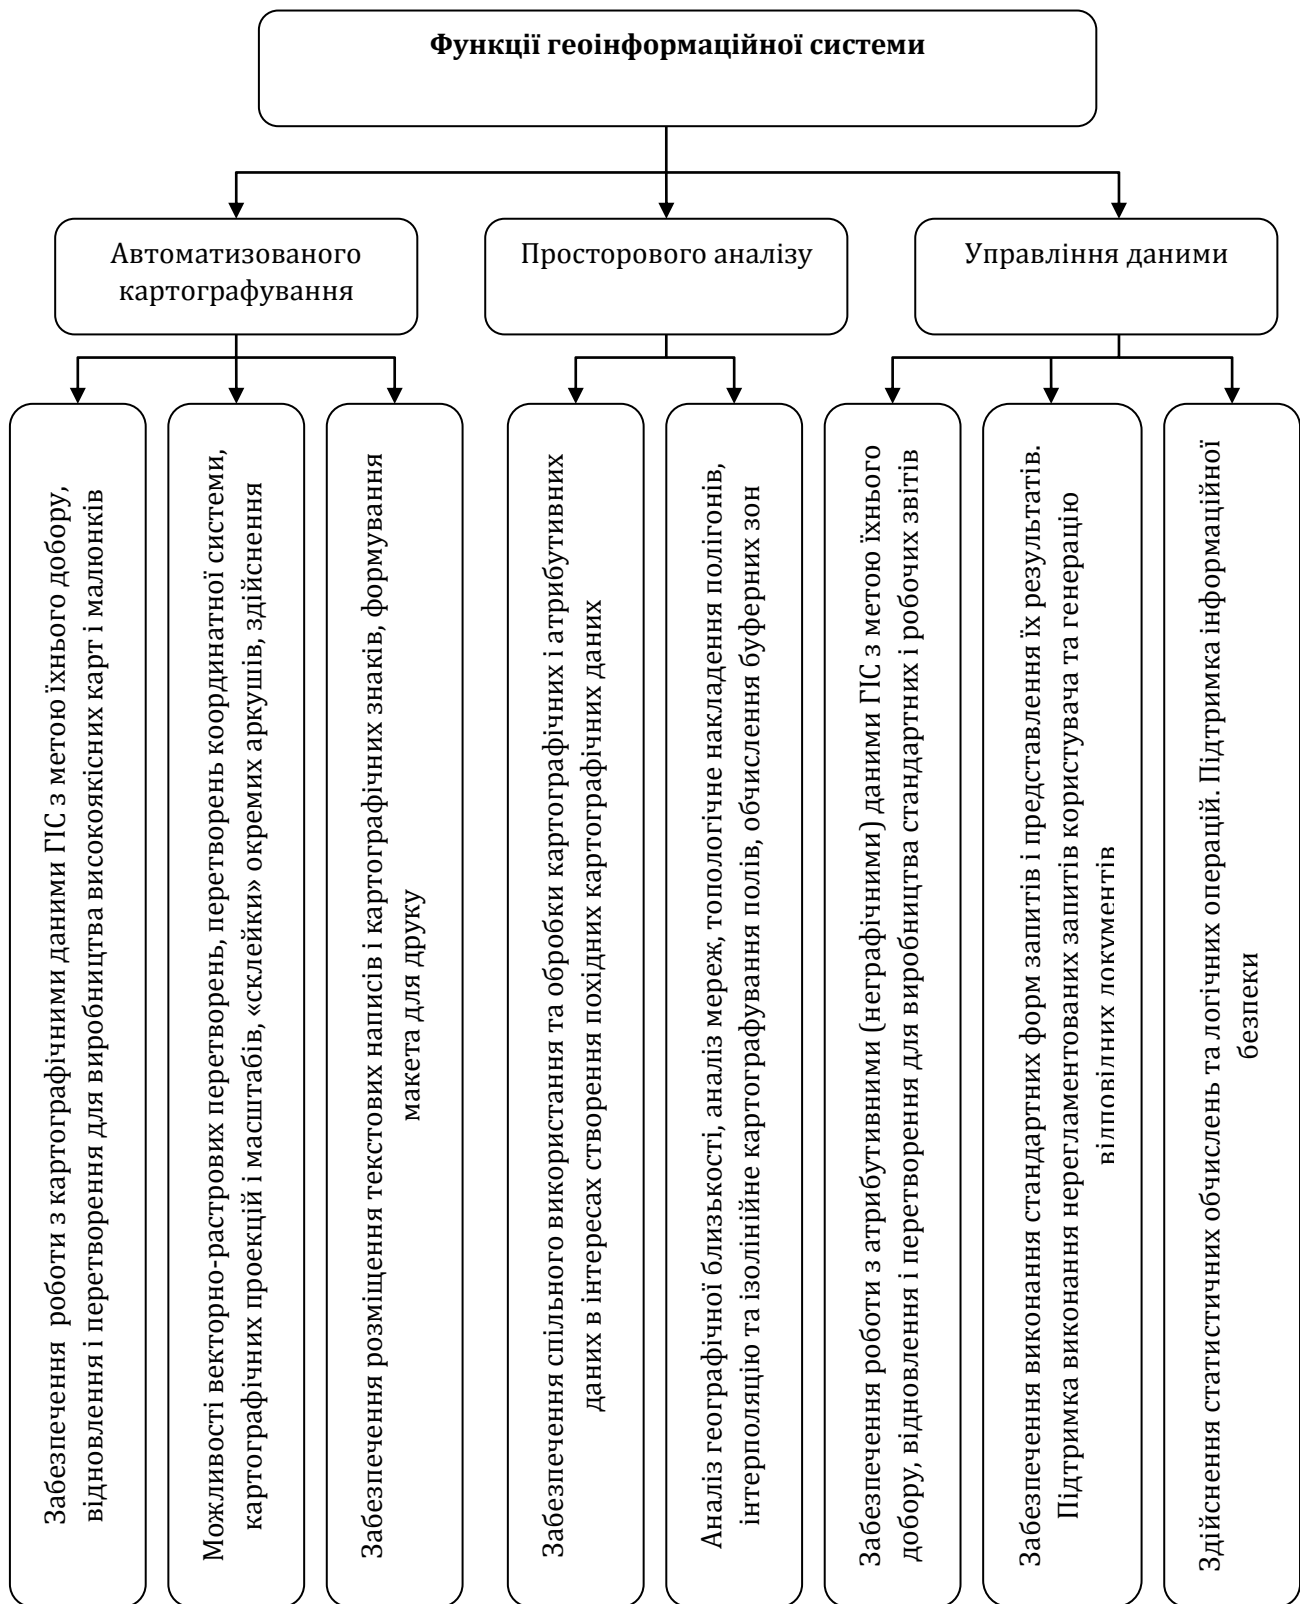 Функції геоінформаційної системи
Автоматизованого
картографування
Просторового аналізу
Управління даними
Забезпечення роботи з картографічними даними ГІС з метою їхнього добору,
відновлення і перетворення для виробництва високоякісних карт і малюнків
Можливості векторно-растрових перетворень, перетворень координатної системи,
картографічних проекцій і масштабів, «склейки» окремих аркушів, здійснення
Забезпечення розміщення текстових написів і картографічних знаків, формування
макета для друку
Забезпечення спільного використання та обробки картографічних і атрибутивних
даних в інтересах створення похідних картографічних даних
Аналіз географічної близькості, аналіз мереж, топологічне накладення полігонів,
інтерполяцію та ізолінійне картографування полів, обчислення буферних зон
Забезпечення роботи з атрибутивними (неграфічними) даними ГІС з метою їхнього
добору, відновлення і перетворення для виробництва стандартних і робочих звітів
Забезпечення виконання стандартних форм запитів і представлення їх результатів.
Підтримка виконання нерегламентованих запитів користувача та генерацію
відповідних документів
Здійснення статистичних обчислень та логічних операцій. Підтримка інформаційної
безпеки